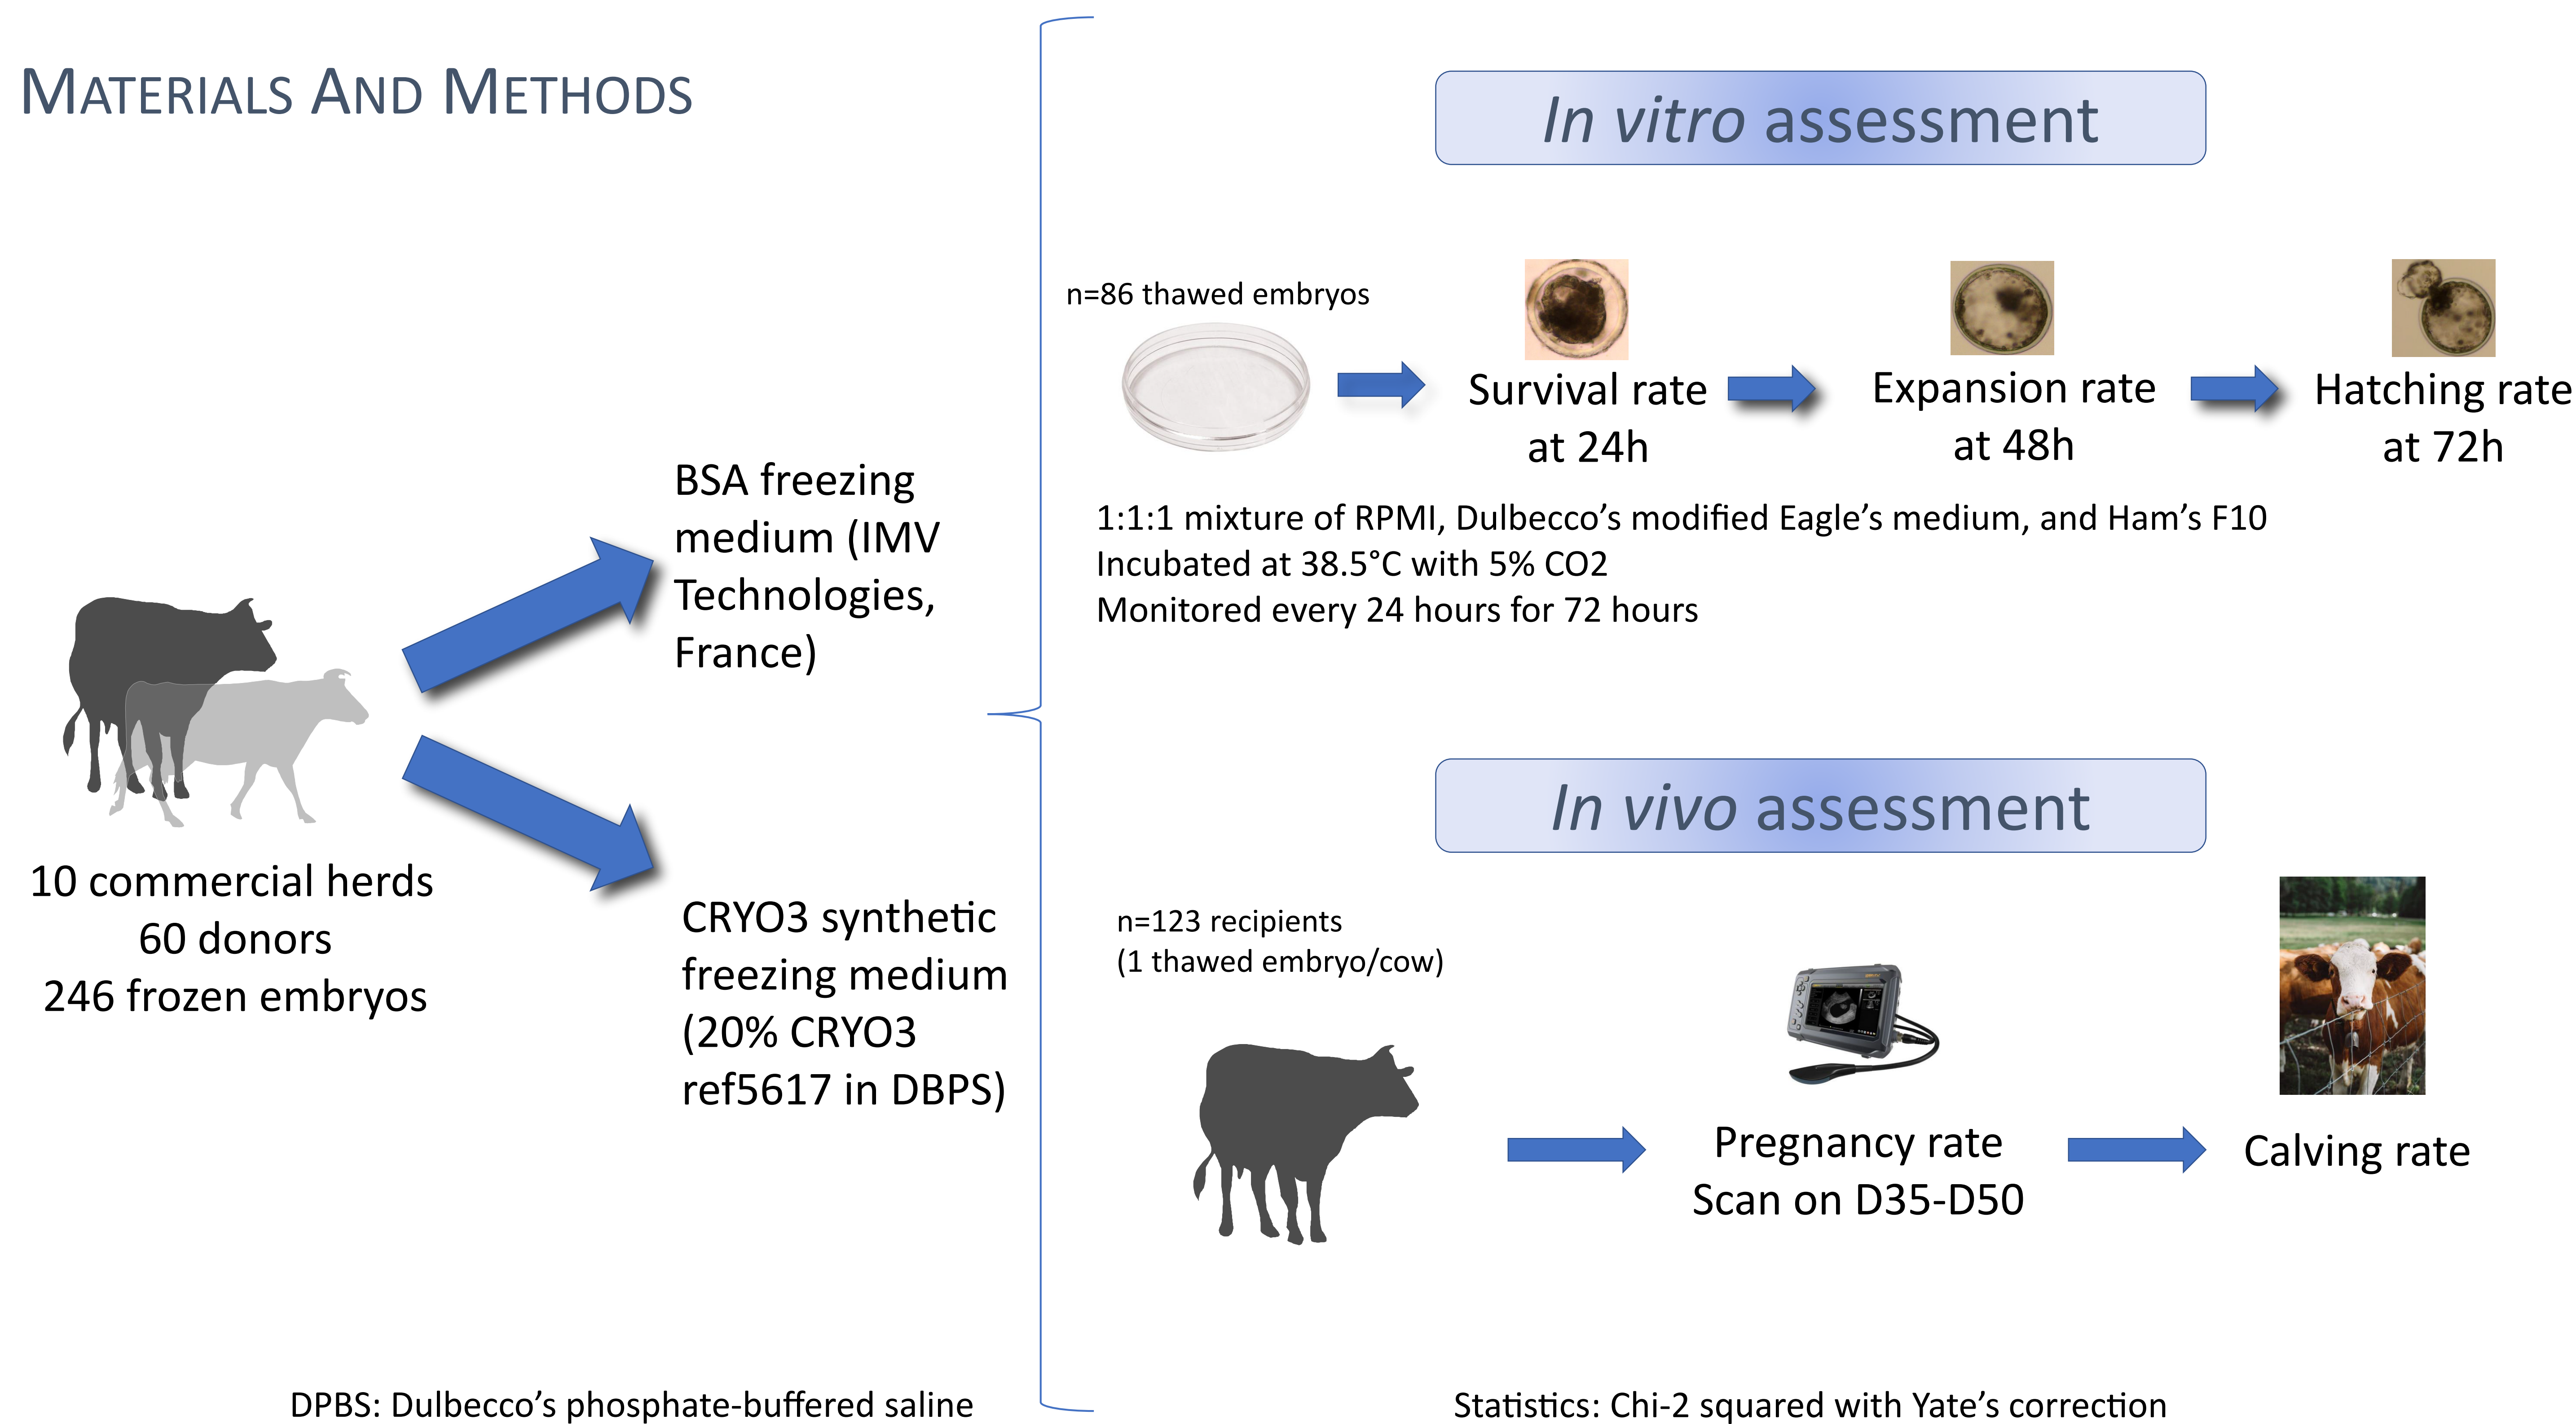 MATERIALS AND METHODS
10 commercial herds
60 donors
246 frozen embryos
BSA freezing
medium (IMV
Technologies,
France)
CRYO3 synthetic
freezing medium
(20% CRYO3
ref5617 in DBPS)
DPBS: Dulbecco’s phosphate-buffered saline
In vitro assessment
n=86 thawed embryos
Survival rate
at 24h
Expansion rate
at 48h
Hatching rate
at 72h
1:1:1 mixture of RPMI, Dulbecco’s modified Eagle’s medium, and Ham’s F10
Incubated at 38.5°C with 5% CO2
Monitored every 24 hours for 72 hours
In vivo assessment
n=123 recipients
(1 thawed embryo/cow)
Pregnancy rate
Scan on D35-D50
Calving rate
Statistics: Chi-2 squared with Yate’s correction